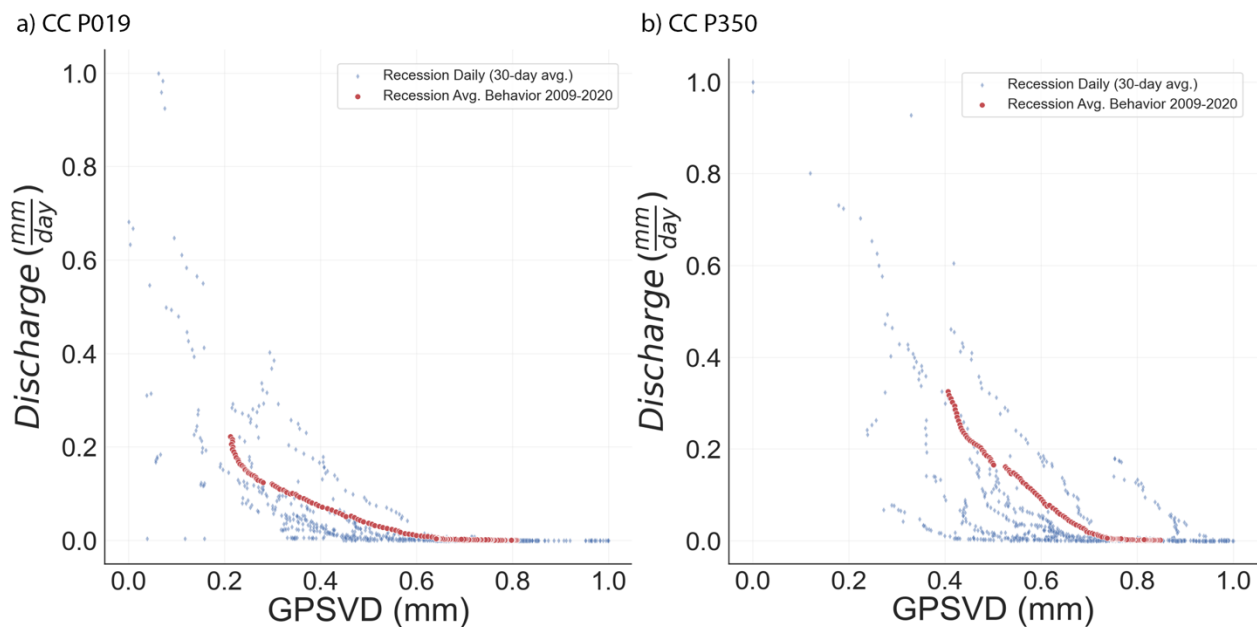 a) CC P019
Recession Daily (30-day avg.)
Recession Avg. Behavior 2009-2020
1.0
0.8
0.6
0.4
0.2
0.0
Discharge (mm/day)
0.0 0.2 0.4 0.6 0.8 1.0
GPSVD (mm)
b) CC P350
Recession Daily (30-day avg.)
Recession Avg. Behavior 2009-2020
1.0
0.8
0.6
0.4
0.2
0.0
Discharge (mm/day)
0.0 0.2 0.4 0.6 0.8 1.0
GPSVD (mm)